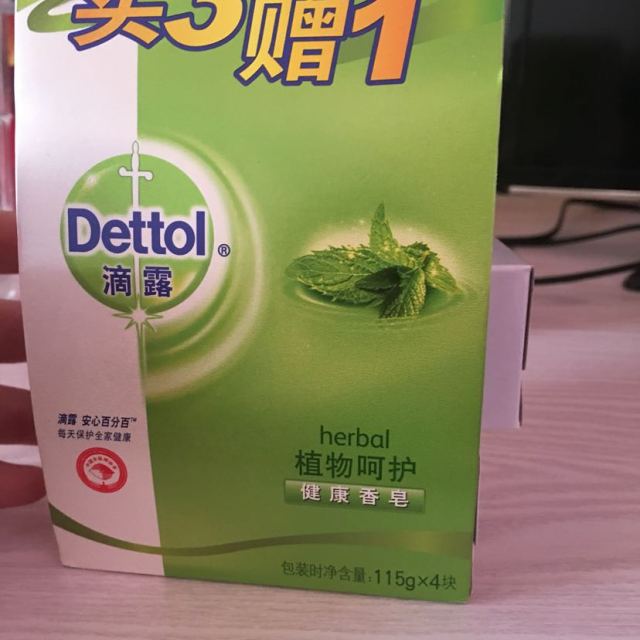 买3赠1
Dettol®
滴露
滴露 安心百分百™
每天保护全家健康
herbal
植物呵护
健康香皂
包装时净含量:115g×4块